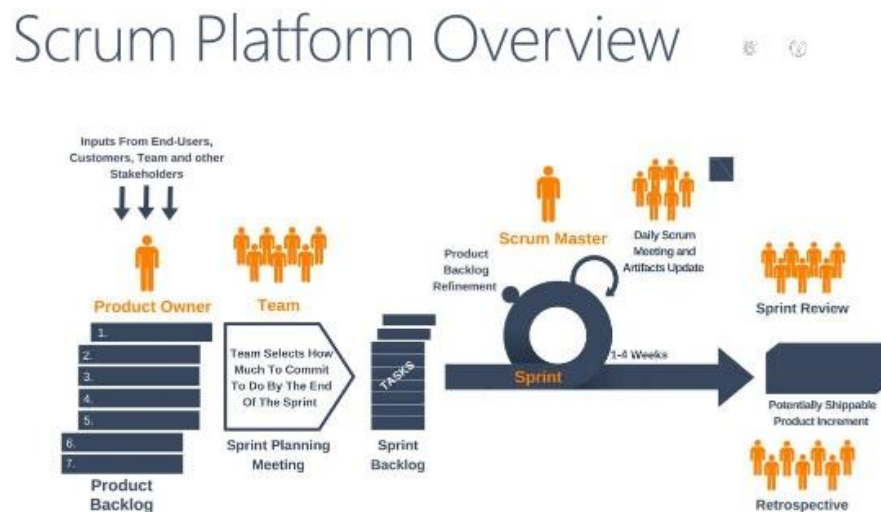 Scrum Platform Overview
Inputs From End-Users,
Customers, Team and other
Stakeholders
Product Owner
Team
1.
2.
3.
4.
5.
6.
7.
Product
Backlog
Team Selects How
Much To Commit
To Do By The End
Of The Sprint
Sprint Planning
Meeting
TASKS
Sprint
Backlog
Product
Backlog
Refinement
Scrum Master
Daily Scrum
Meeting and
Artifacts Update
Sprint
1-4 Weeks
Sprint Review
Potentially Shippable
Product Increment
Retrospective